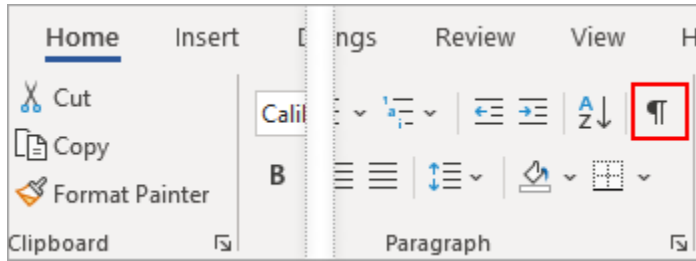 Home Insert ngs Review View H
Cut
Calil
Copy
B
Format Painter
Clipboard Paragraph